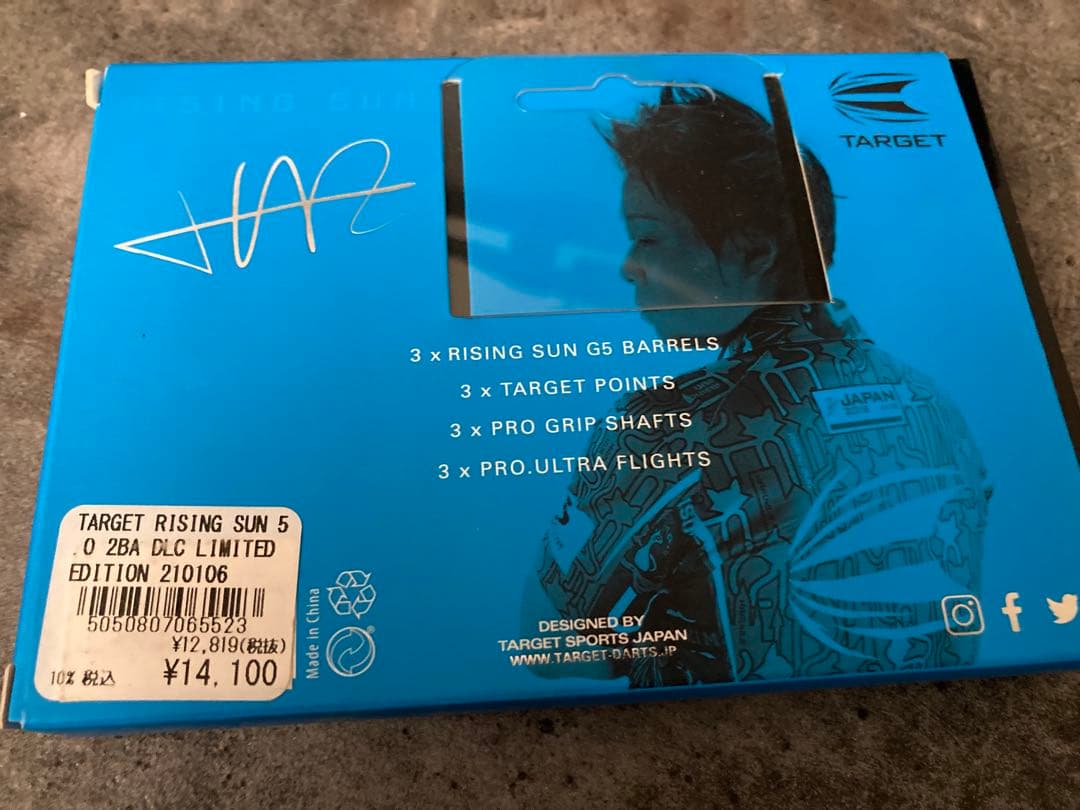 RISING SUN
TARGET
3 x RISING SUN G5 BARRELS
3 x TARGET POINTS
3 x PRO GRIP SHAFTS
3 x PRO.ULTRA FLIGHTS
JAPAN
TARGET RISING SUN 5
.0 2BA DLC LIMITED
EDITION 210106
5050807065523
¥12,819(税抜)
10% 税込 ¥14,100
Made in China
DESIGNED BY
TARGET SPORTS JAPAN
WWW.TARGET-DARTS.JP